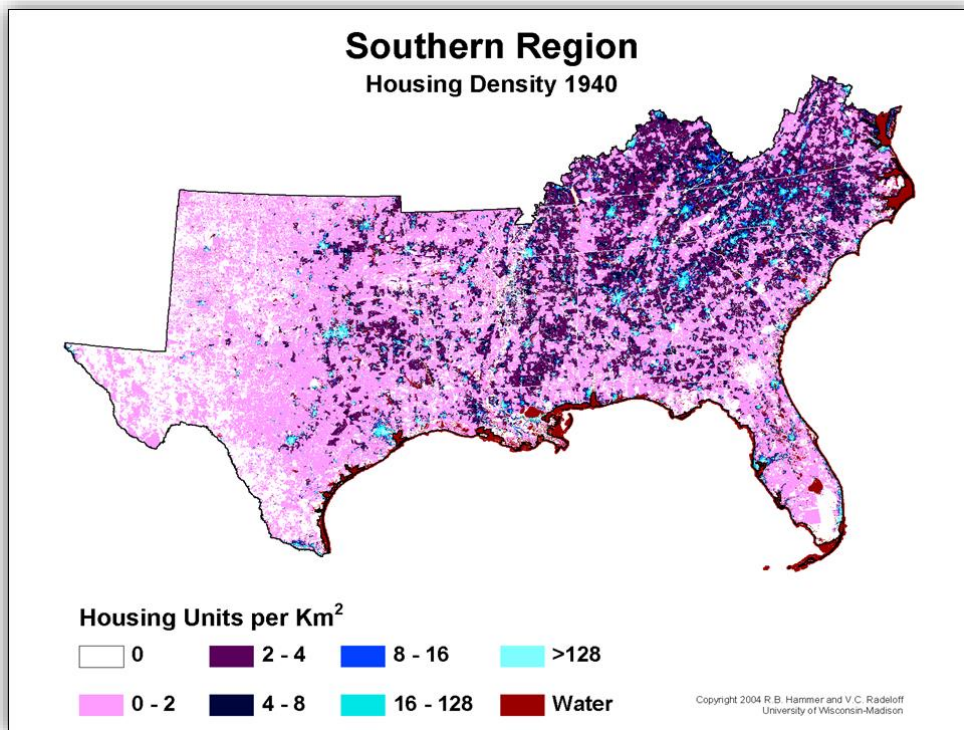 Southern Region
Housing Density 1940
Housing Units per Km²
0
2 - 4
8 - 16
>128
0 - 2
4 - 8
16 - 128
Water
Copyright 2004 R.B. Hammer and V.C. Radeloff
University of Wisconsin-Madison